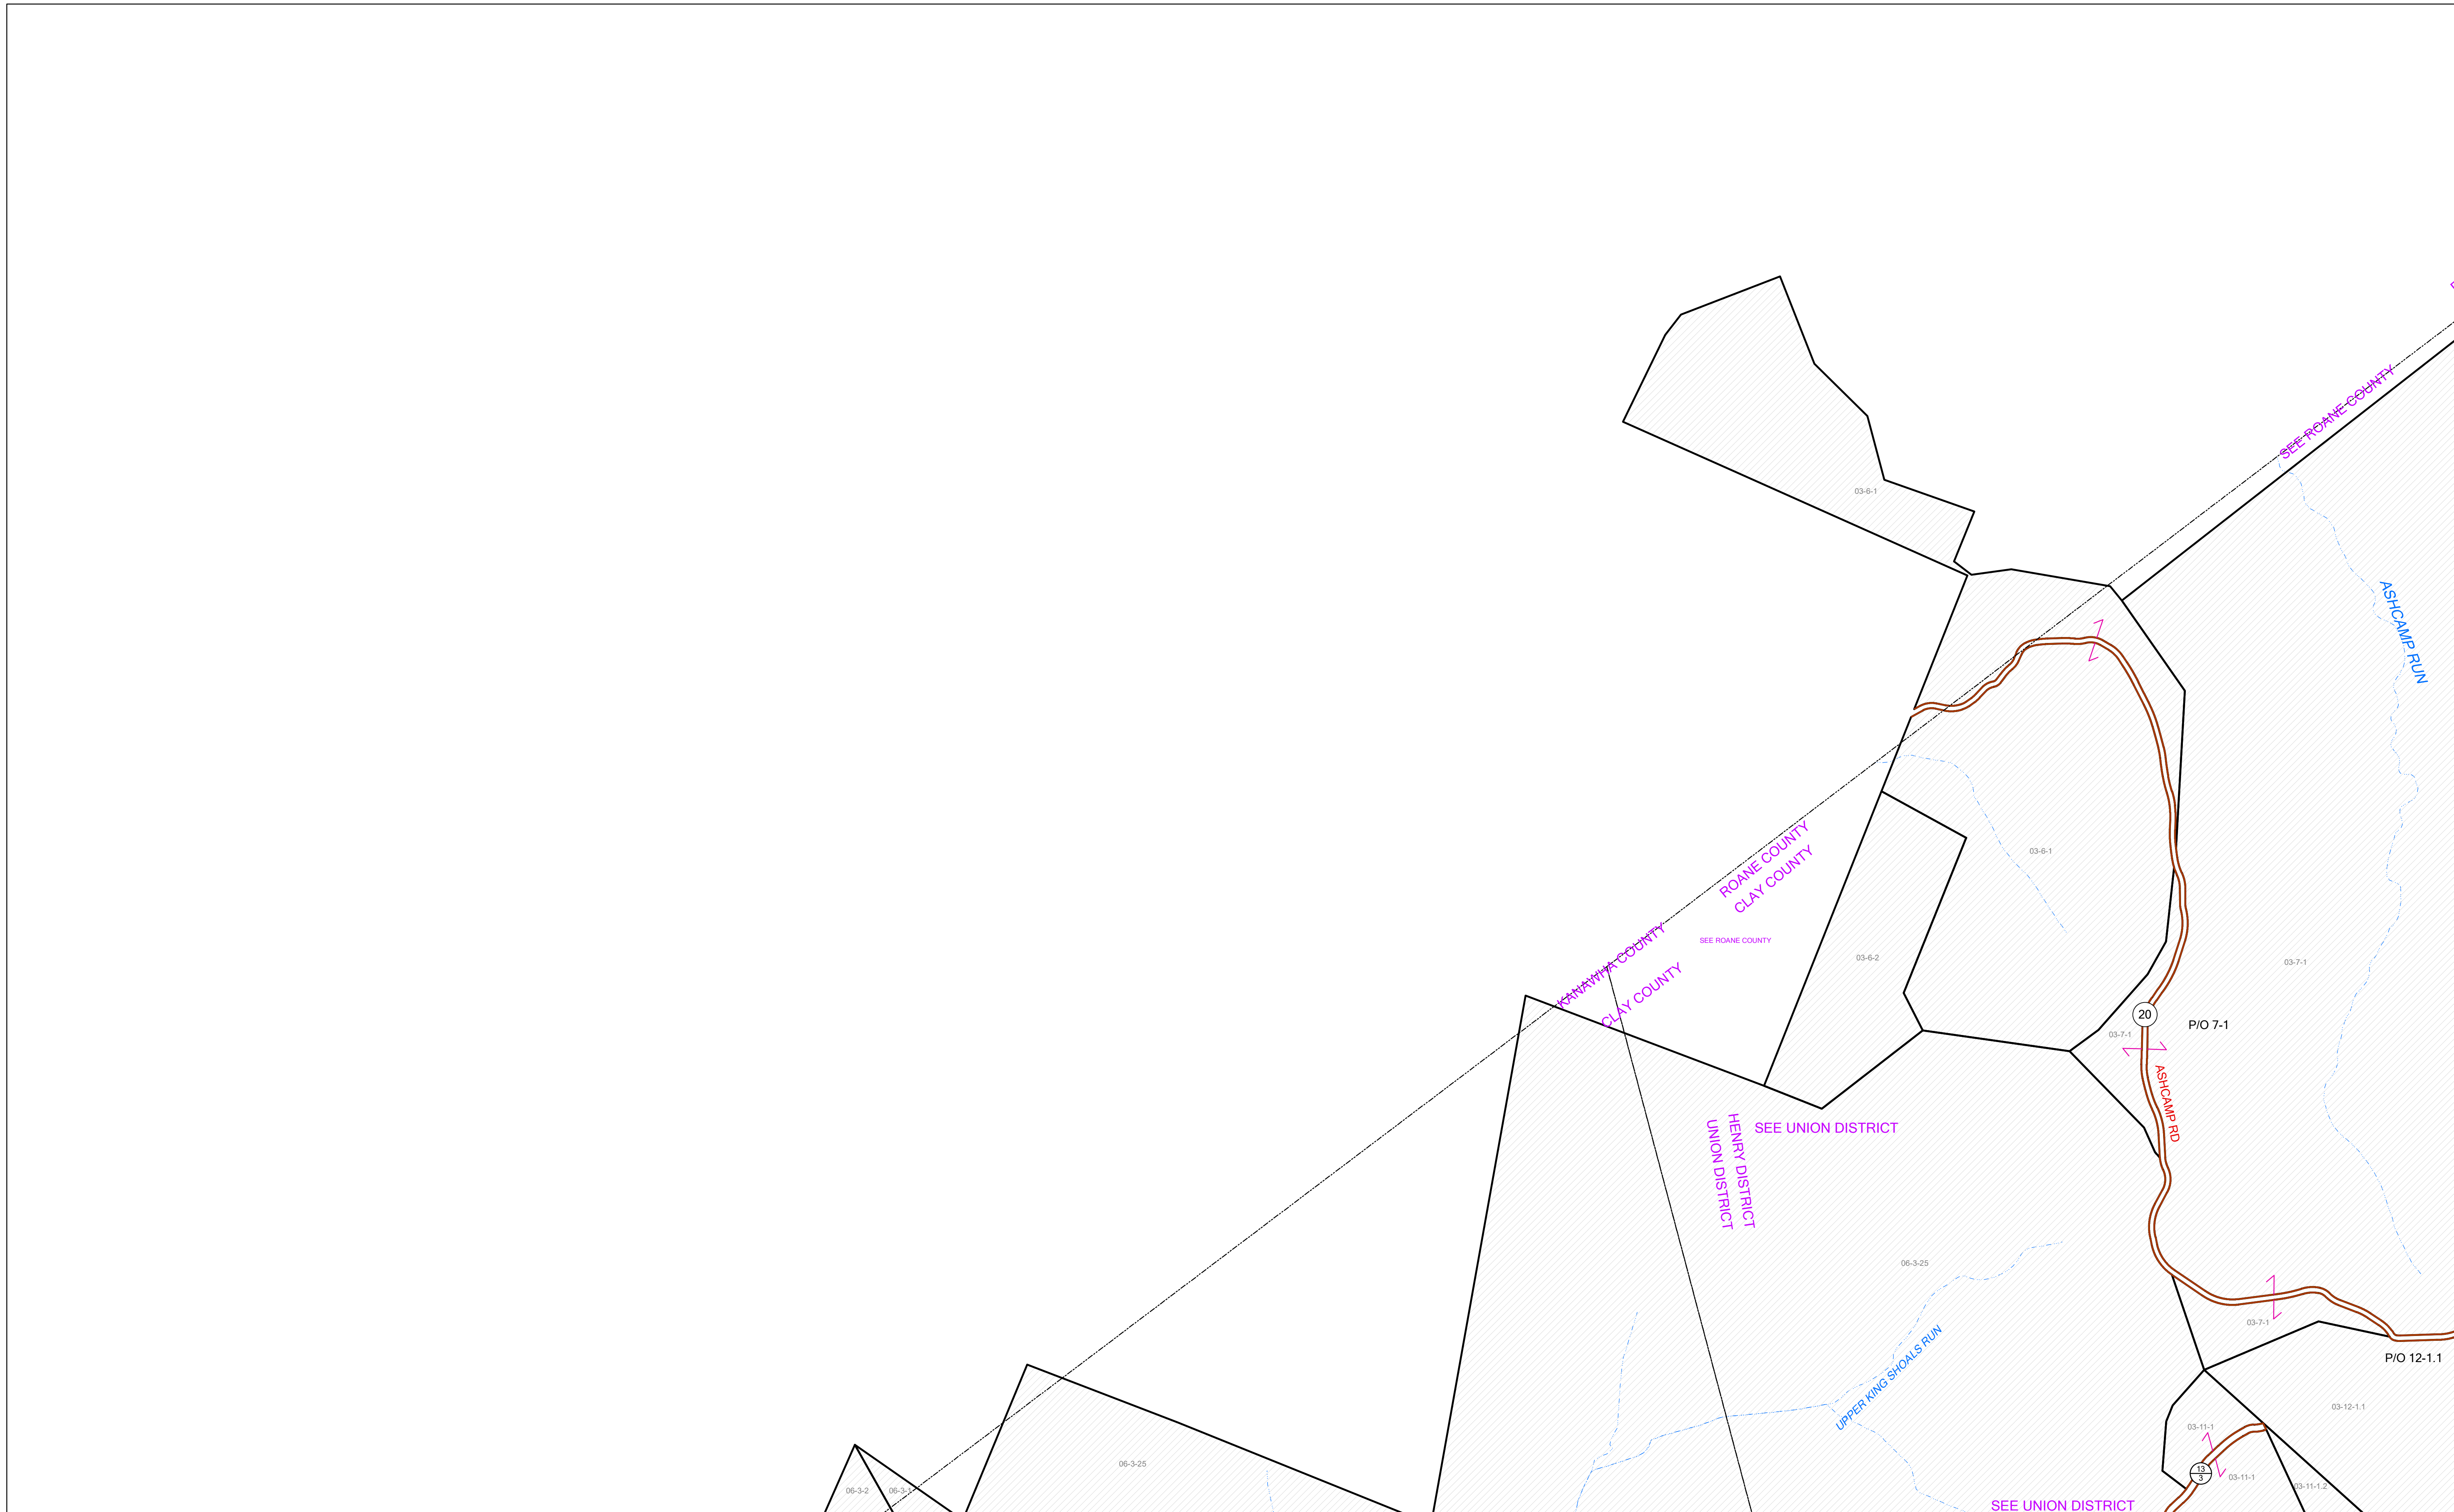 SEE ROANE COUNTY
03-6-1
ASHCAMP RUN
ROANE COUNTY
CLAY COUNTY
03-6-1
KANAWHA COUNTY
CLAY COUNTY
SEE ROANE COUNTY
03-6-2
03-7-1
20
P/O 7-1
03-7-1
ASHCAMP RD
HENRY DISTRICT
UNION DISTRICT
SEE UNION DISTRICT
06-3-25
03-7-1
UPPER KING SHOALS RUN
P/O 12-1.1
03-12-1.1
03-11-1
06-3-25
13
3
03-11-1
03-11-1.2
06-3-2
06-3-1
SEE UNION DISTRICT